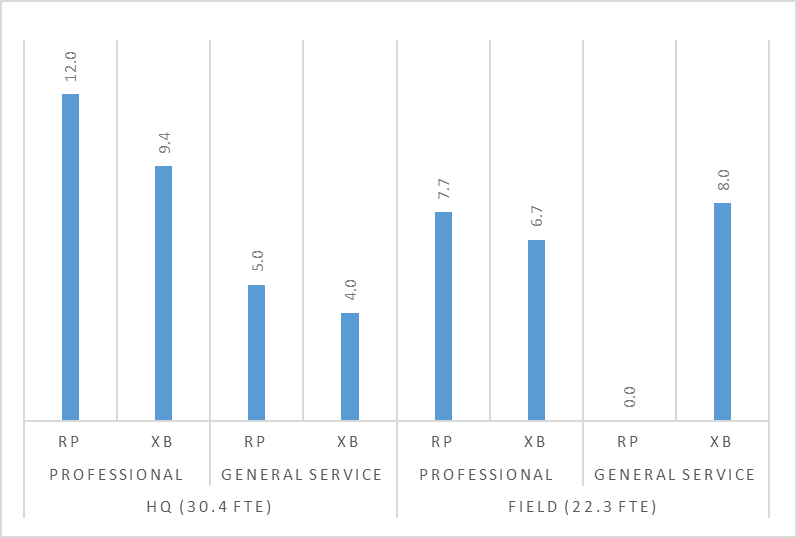 12.0
9.4
5.0
4.0
7.7
6.7
0.0
8.0
RP XB RP XB RP XB RP XB
PROFESSIONAL GENERAL SERVICE PROFESSIONAL GENERAL SERVICE
HQ (30.4 FTE) FIELD (22.3 FTE)